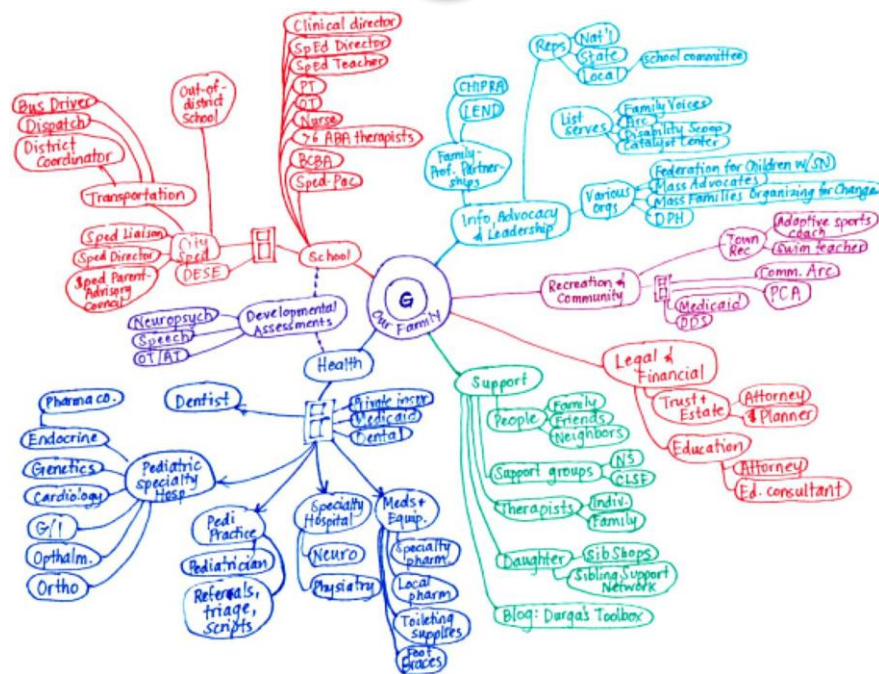 Clinical director
SpEd Director
SpEd Teacher
PT
OT
Nurse
>6 ABA therapists
BCBA
Sped-Pac
Out-of-
district
School
Bus Driver
Dispatch
District
Coordinator
Transportation
Sped Liaison
Sped Director
Sped Parent-
Advisory
Council
City
Sped
DESE
School
Reps
Nat'l
State
Local
school committee
CHIPRA
LEND
Family-
Prof. Partner-
ships
List
serves
Family Voices
Arc
Disability Scoop
Catalyst Center
Info, Advocacy
& Leadership
Various
orgs
Federation for Children w/SN
Mass Advocates
Mass Families Organizing for Change
DPH
G
Our Family
Recreation &
Community
Town
Rec
Adaptive sports
coach
Swim teacher
Comm. Arc
PCA
Medicaid
DDS
Developmental
Assessments
Neuropsych
Speech
OT/AT
Health
Legal &
Financial
Trust +
Estate
Attorney
$ Planner
Education
Attorney
Ed. consultant
Support
People
Family
Friends
Neighbors
Support groups
NS
CLSE
Therapists
Indiv.
Family
Daughter
SibShops
Sibling Support
Network
Blog: Durga's Toolbox
Dentist
Private insur
Medicaid
Dental
Pharma co.
Endocrine
Genetics
Cardiology
G/I
Opthalm.
Ortho
Pediatric
specialty
Hosp
Pedi
Practice
Pediatrician
Referrals,
triage,
scripts
Specialty
Hospital
Neuro
Physiatry
Meds +
Equip.
Specialty
pharm
Local
pharm
Toileting
supplies
Foot
Braces